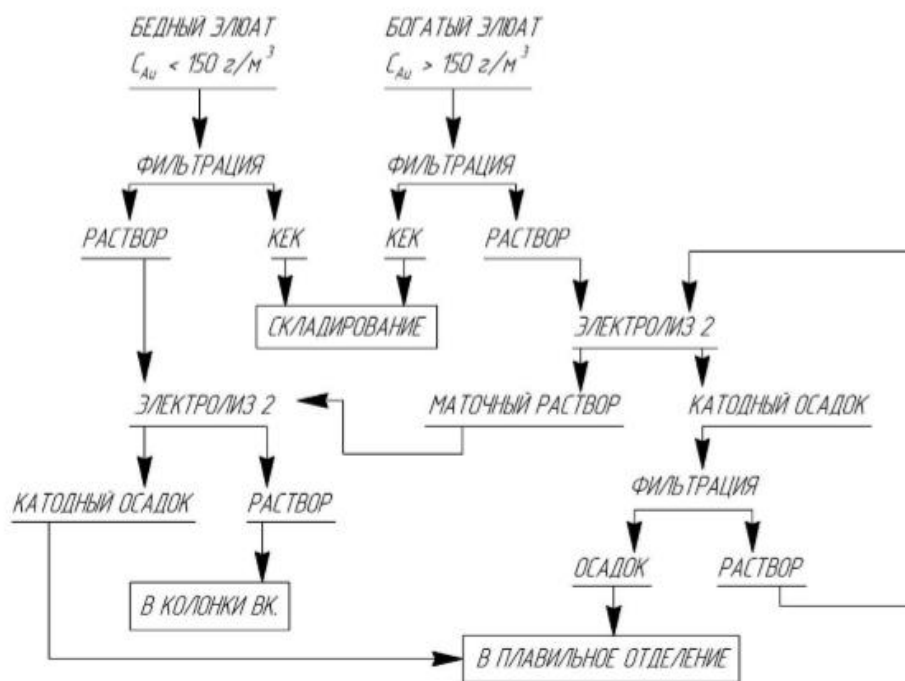 БЕДНЫЙ ЭЛЮАТ
C_Au < 150 г/м³
БОГАТЫЙ ЭЛЮАТ
C_Au > 150 г/м³
ФИЛЬТРАЦИЯ
ФИЛЬТРАЦИЯ
РАСТВОР
КЕК
КЕК
РАСТВОР
СКЛАДИРОВАНИЕ
ЭЛЕКТРОЛИЗ 2
ЭЛЕКТРОЛИЗ 2
МАТОЧНЫЙ РАСТВОР
КАТОДНЫЙ ОСАДОК
ФИЛЬТРАЦИЯ
КАТОДНЫЙ ОСАДОК
РАСТВОР
ОСАДОК
РАСТВОР
В КОЛОНКИ ВК.
В ПЛАВИЛЬНОЕ ОТДЕЛЕНИЕ